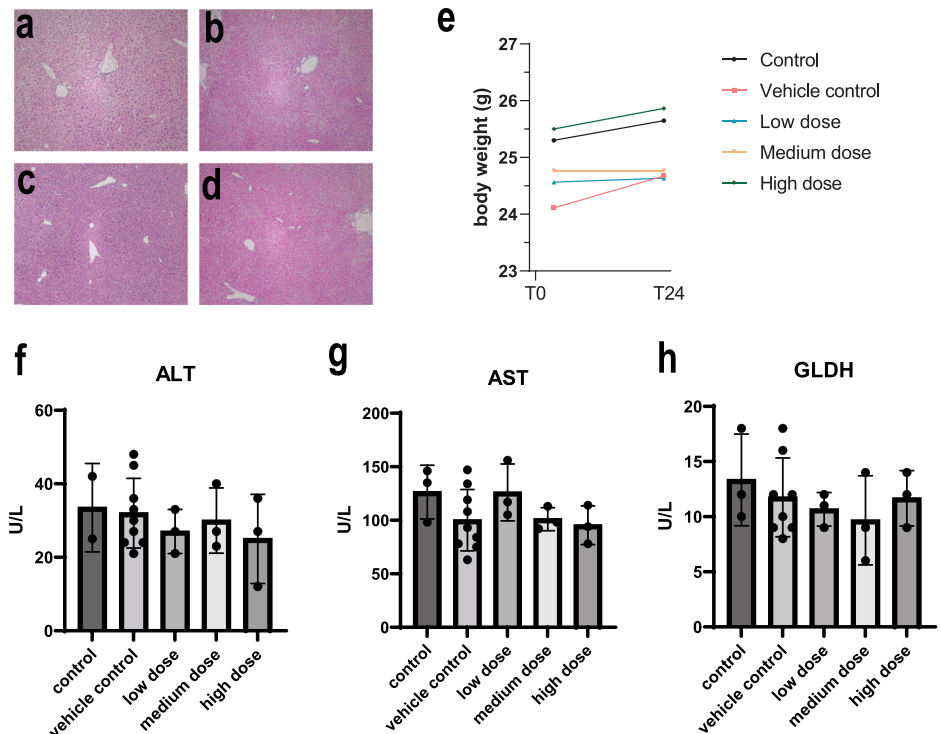 a
b
c
d
e
27
26
25
24
23
body weight (g)
T0
T24
Control
Vehicle control
Low dose
Medium dose
High dose
f
ALT
60
40
20
0
U/L
control
vehicle control
low dose
medium dose
high dose
g
AST
200
150
100
50
0
U/L
control
vehicle control
low dose
medium dose
high dose
h
GLDH
20
15
10
5
0
U/L
control
vehicle control
low dose
medium dose
high dose